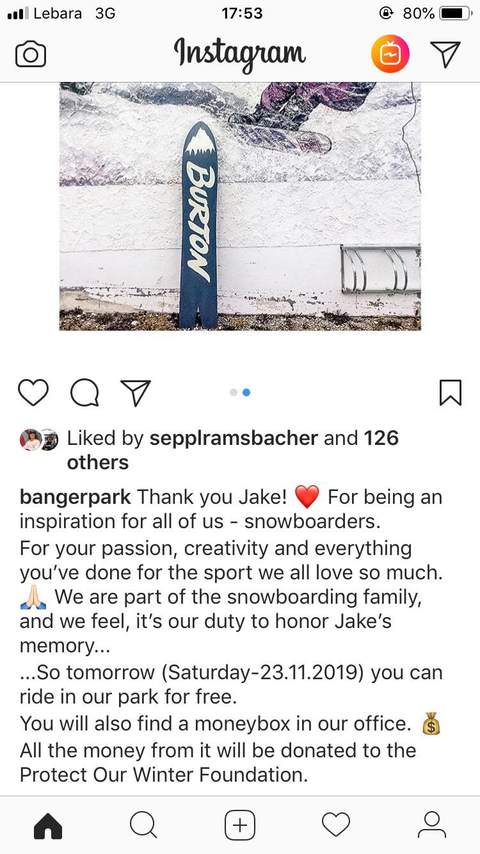 Lebara 3G 17:53 80%
Instagram
BURTON
Liked by sepplramsbacher and 126
others
bangerpark Thank you Jake! ❤️ For being an
inspiration for all of us - snowboarders.
For your passion, creativity and everything
you've done for the sport we all love so much.
🙏🏻 We are part of the snowboarding family,
and we feel, it's our duty to honor Jake's
memory...
...So tomorrow (Saturday-23.11.2019) you can
ride in our park for free.
You will also find a moneybox in our office. 💰
All the money from it will be donated to the
Protect Our Winter Foundation.